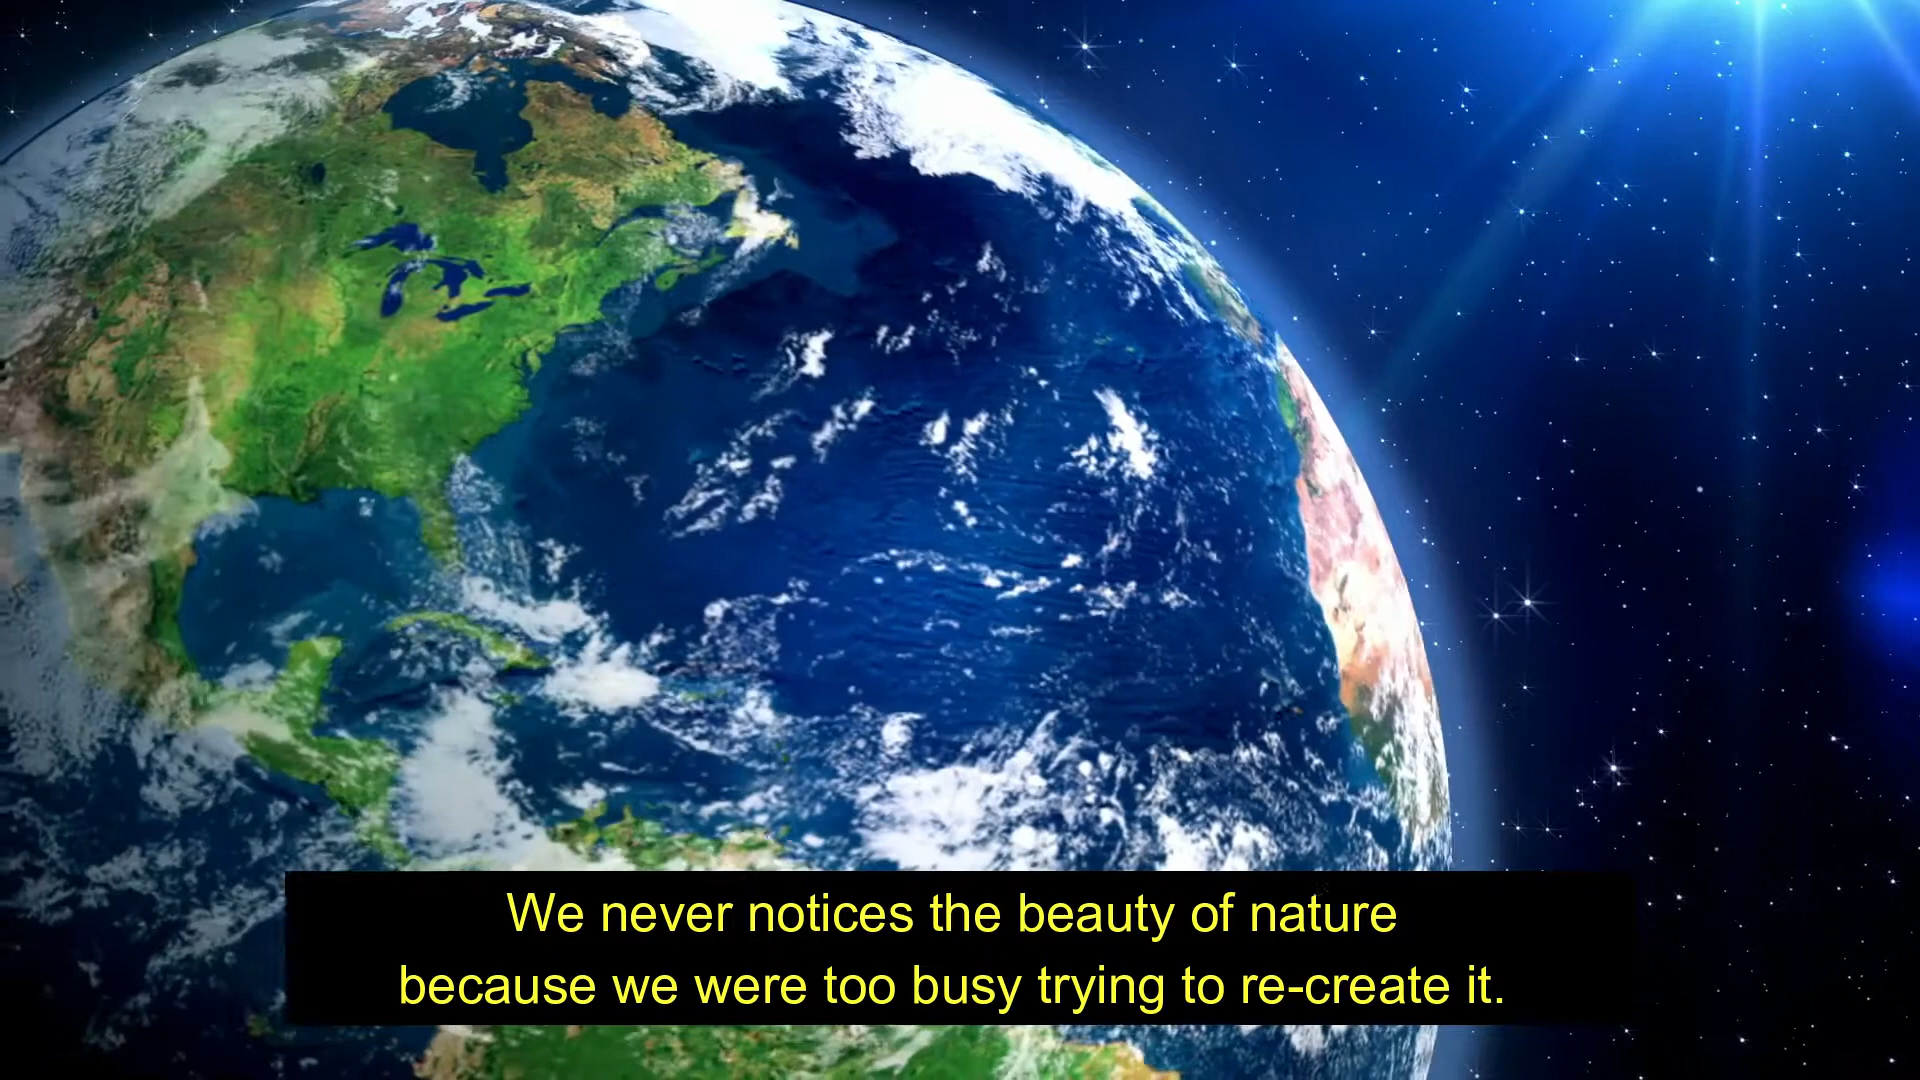 We never notices the beauty of nature
because we were too busy trying to re-create it.